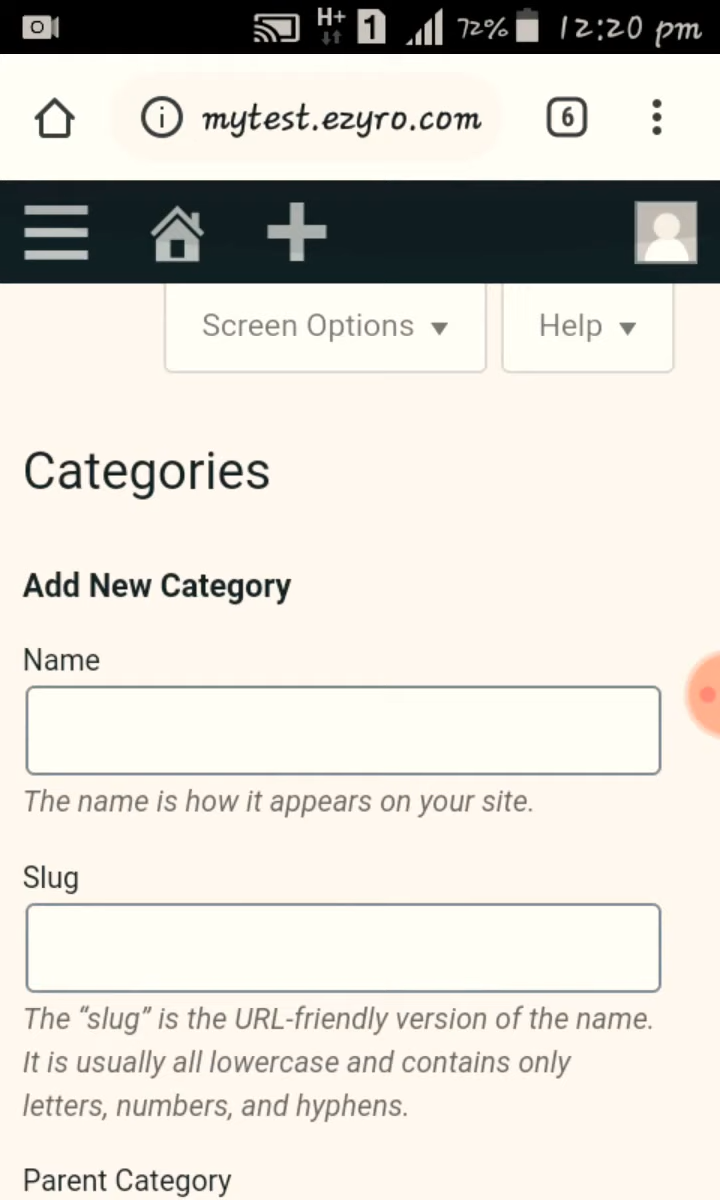 H+ 1 72% 12:20 pm
mytest.ezyro.com 6
Screen Options ▼ Help ▼
Categories
Add New Category
Name
The name is how it appears on your site.
Slug
The “slug” is the URL-friendly version of the name.
It is usually all lowercase and contains only
letters, numbers, and hyphens.
Parent Category